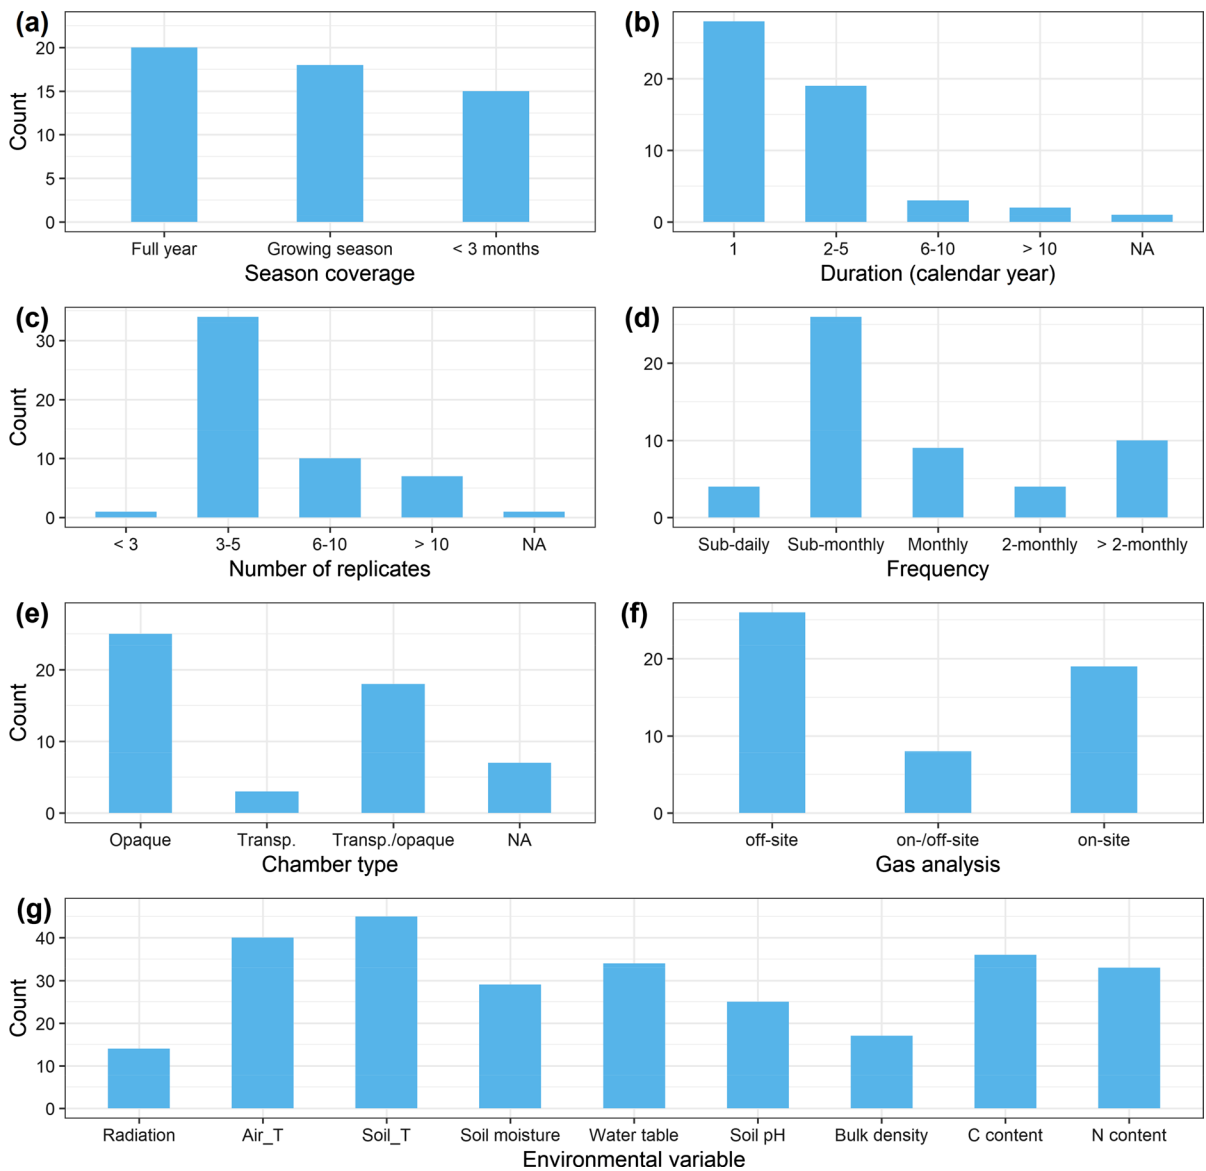 (a)
20
15
10
5
0
Count
Full year Growing season < 3 months
Season coverage
(b)
20
10
0
1 2-5 6-10 > 10 NA
Duration (calendar year)
(c)
30
20
10
0
Count
< 3 3-5 6-10 > 10 NA
Number of replicates
(d)
20
10
0
Sub-daily Sub-monthly Monthly 2-monthly > 2-monthly
Frequency
(e)
20
10
0
Count
Opaque Transp. Transp./opaque NA
Chamber type
(f)
20
10
0
off-site on-/off-site on-site
Gas analysis
(g)
40
30
20
10
0
Count
Radiation Air_T Soil_T Soil moisture Water table Soil pH Bulk density C content N content
Environmental variable